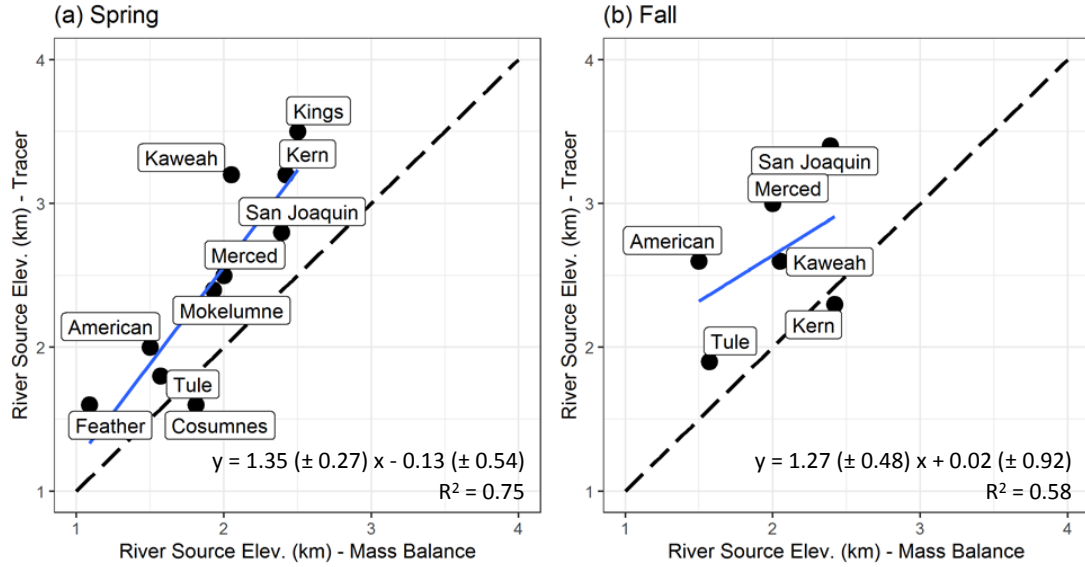 (a) Spring
River Source Elev. (km) - Tracer
4
3
2
1
Kings
Kaweah
Kern
San Joaquin
Merced
Mokelumne
American
Tule
Feather
Cosumnes
y = 1.35 (± 0.27) x - 0.13 (± 0.54)
R² = 0.75
1 2 3 4
River Source Elev. (km) - Mass Balance
(b) Fall
River Source Elev. (km) - Tracer
4
3
2
1
San Joaquin
Merced
American
Kaweah
Kern
Tule
y = 1.27 (± 0.48) x + 0.02 (± 0.92)
R² = 0.58
1 2 3 4
River Source Elev. (km) - Mass Balance